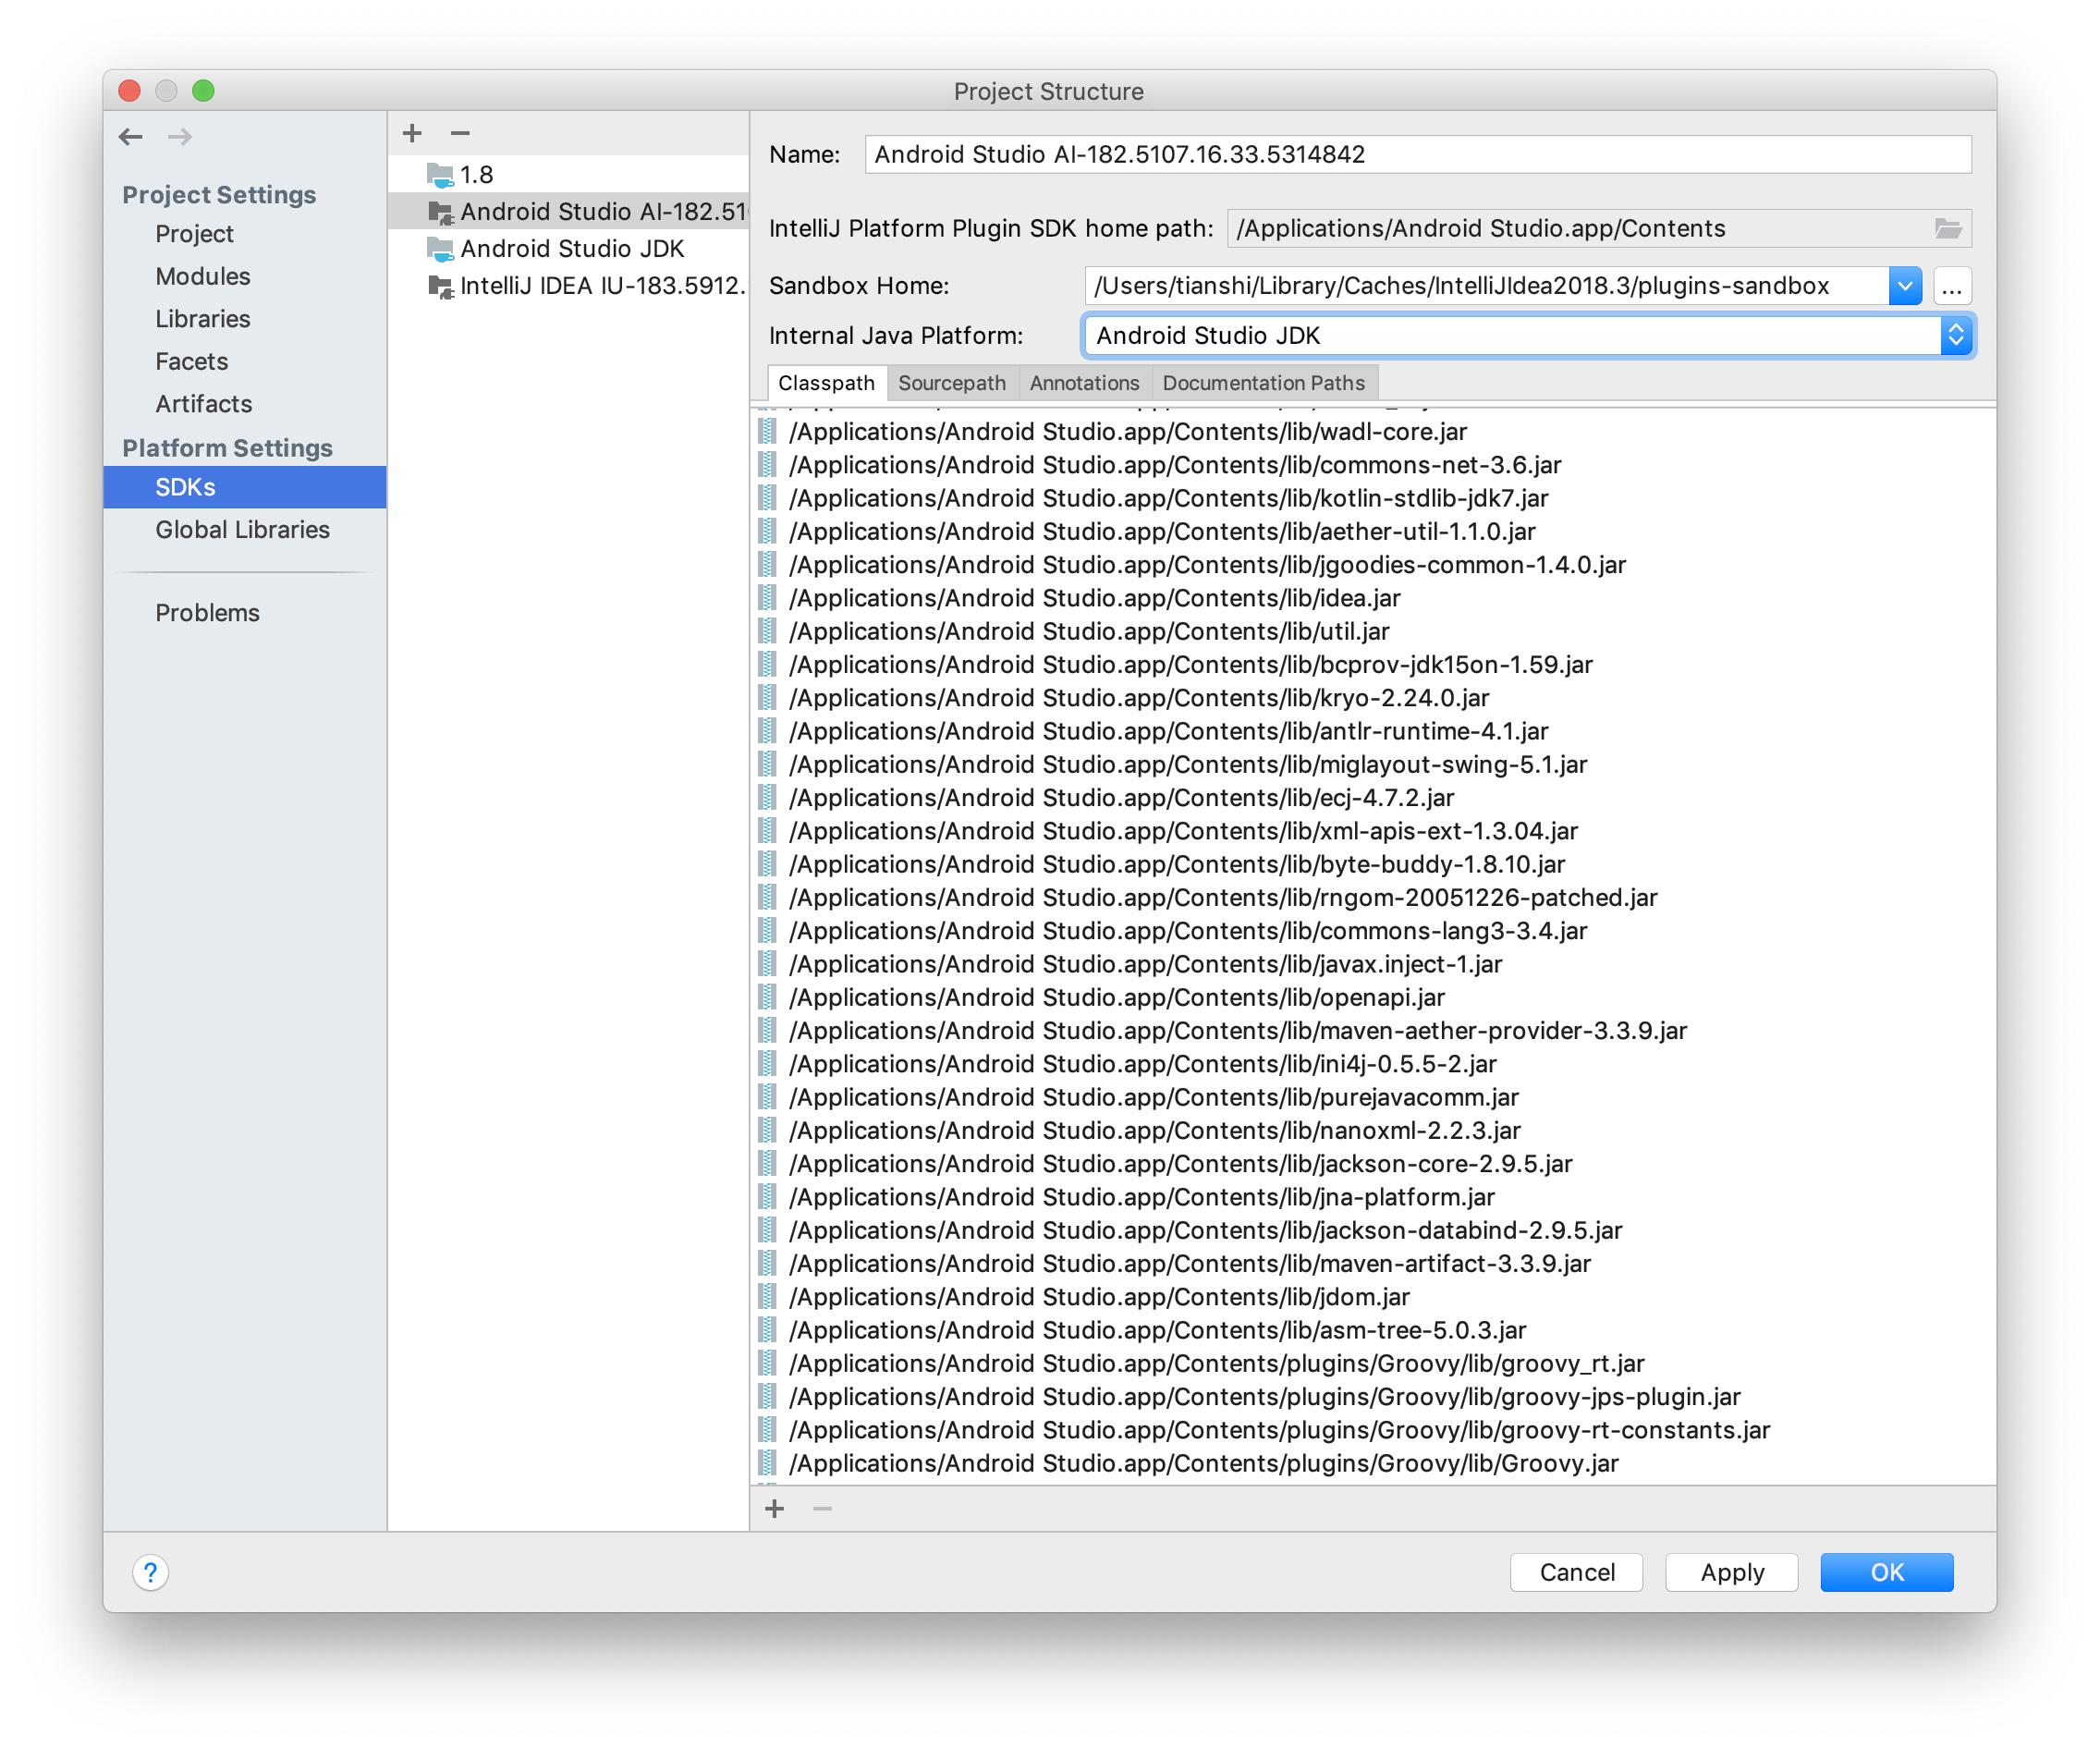 Project Structure
Project Settings
Project
Modules
Libraries
Facets
Artifacts
Platform Settings
SDKs
Global Libraries
Problems
1.8
Android Studio AI-182.510
Android Studio JDK
IntelliJ IDEA IU-183.5912.
Name: Android Studio AI-182.5107.16.33.5314842
IntelliJ Platform Plugin SDK home path: /Applications/Android Studio.app/Contents
Sandbox Home: /Users/tianshi/Library/Caches/IntelliJIdea2018.3/plugins-sandbox ...
Internal Java Platform: Android Studio JDK
Classpath Sourcepath Annotations Documentation Paths
/Applications/Android Studio.app/Contents/lib/wadl-core.jar
/Applications/Android Studio.app/Contents/lib/commons-net-3.6.jar
/Applications/Android Studio.app/Contents/lib/kotlin-stdlib-jdk7.jar
/Applications/Android Studio.app/Contents/lib/aether-util-1.1.0.jar
/Applications/Android Studio.app/Contents/lib/jgoodies-common-1.4.0.jar
/Applications/Android Studio.app/Contents/lib/idea.jar
/Applications/Android Studio.app/Contents/lib/util.jar
/Applications/Android Studio.app/Contents/lib/bcprov-jdk15on-1.59.jar
/Applications/Android Studio.app/Contents/lib/kryo-2.24.0.jar
/Applications/Android Studio.app/Contents/lib/antlr-runtime-4.1.jar
/Applications/Android Studio.app/Contents/lib/miglayout-swing-5.1.jar
/Applications/Android Studio.app/Contents/lib/ecj-4.7.2.jar
/Applications/Android Studio.app/Contents/lib/xml-apis-ext-1.3.04.jar
/Applications/Android Studio.app/Contents/lib/byte-buddy-1.8.10.jar
/Applications/Android Studio.app/Contents/lib/rngom-20051226-patched.jar
/Applications/Android Studio.app/Contents/lib/commons-lang3-3.4.jar
/Applications/Android Studio.app/Contents/lib/javax.inject-1.jar
/Applications/Android Studio.app/Contents/lib/openapi.jar
/Applications/Android Studio.app/Contents/lib/maven-aether-provider-3.3.9.jar
/Applications/Android Studio.app/Contents/lib/ini4j-0.5.5-2.jar
/Applications/Android Studio.app/Contents/lib/purejavacomm.jar
/Applications/Android Studio.app/Contents/lib/nanoxml-2.2.3.jar
/Applications/Android Studio.app/Contents/lib/jackson-core-2.9.5.jar
/Applications/Android Studio.app/Contents/lib/jna-platform.jar
/Applications/Android Studio.app/Contents/lib/jackson-databind-2.9.5.jar
/Applications/Android Studio.app/Contents/lib/maven-artifact-3.3.9.jar
/Applications/Android Studio.app/Contents/lib/jdom.jar
/Applications/Android Studio.app/Contents/lib/asm-tree-5.0.3.jar
/Applications/Android Studio.app/Contents/plugins/Groovy/lib/groovy_rt.jar
/Applications/Android Studio.app/Contents/plugins/Groovy/lib/groovy-jps-plugin.jar
/Applications/Android Studio.app/Contents/plugins/Groovy/lib/groovy-rt-constants.jar
/Applications/Android Studio.app/Contents/plugins/Groovy/lib/Groovy.jar
?
Cancel Apply OK